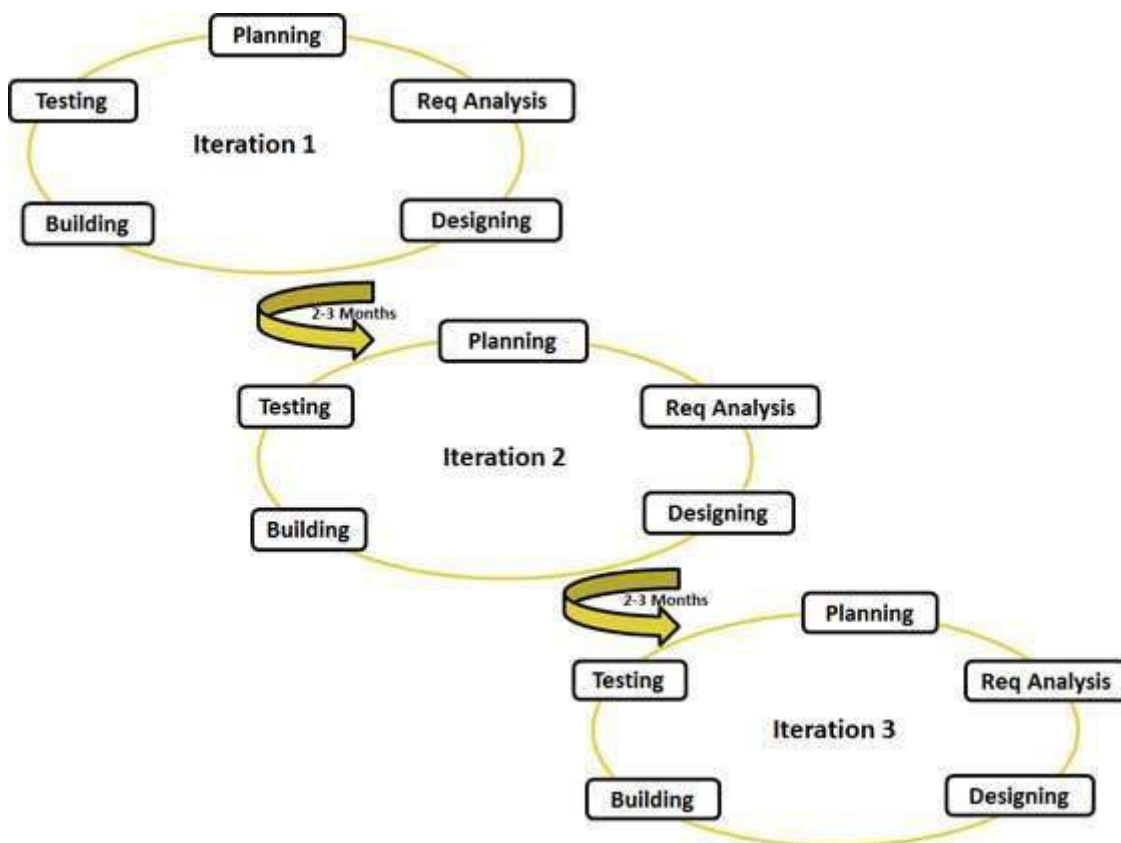 Planning
Testing
Req Analysis
Iteration 1
Building
Designing
2-3 Months
Planning
Testing
Req Analysis
Iteration 2
Building
Designing
2-3 Months
Planning
Testing
Req Analysis
Iteration 3
Building
Designing